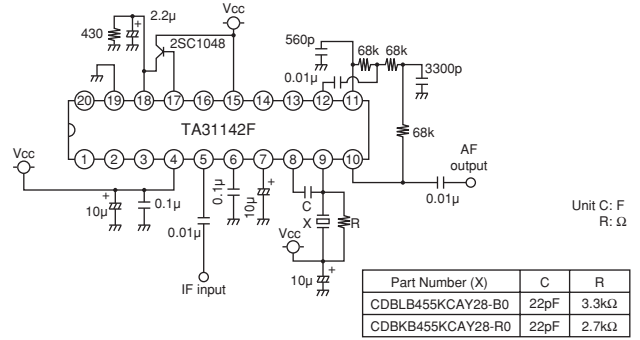 Vcc
2.2μ
430
2SC1048
560p
68k 68k
0.01μ
3300p
20 19 18 17 16 15 14 13 12 11
TA31142F
68k
1 2 3 4 5 6 7 8 9 10
Vcc
AF
output
+
10μ
0.1μ
0.01μ
0.1μ
+
10μ
C
X
R
0.01μ
Vcc
+
10μ
IF input
Unit C: F
R: Ω
Part Number (X) C R
CDBLB455KCAY28-B0 22pF 3.3kΩ
CDBKB455KCAY28-R0 22pF 2.7kΩ